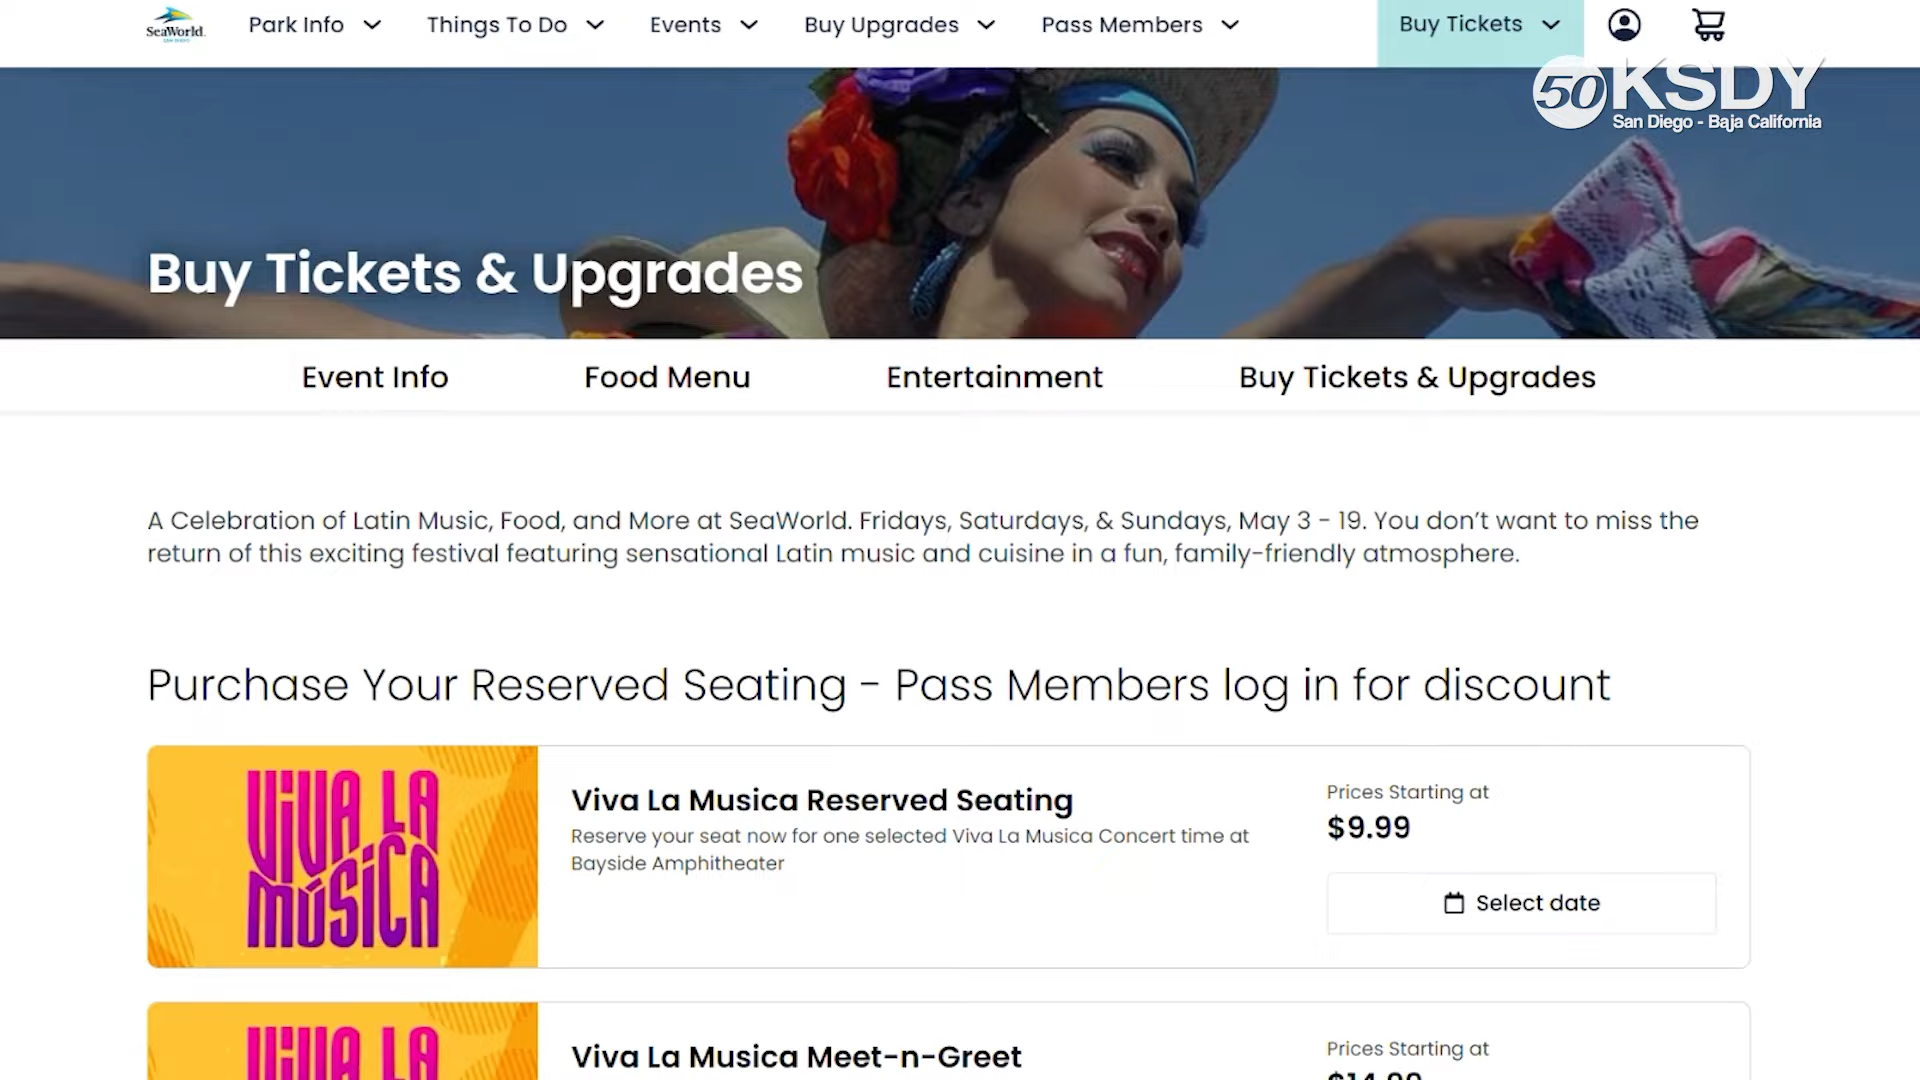 SeaWorld
Park Info
Things To Do
Events
Buy Upgrades
Pass Members
Buy Tickets
50 KSDY
San Diego - Baja California
Buy Tickets & Upgrades
Event Info
Food Menu
Entertainment
Buy Tickets & Upgrades
A Celebration of Latin Music, Food, and More at SeaWorld. Fridays, Saturdays, & Sundays, May 3 - 19. You don’t want to miss the
return of this exciting festival featuring sensational Latin music and cuisine in a fun, family-friendly atmosphere.
Purchase Your Reserved Seating - Pass Members log in for discount
VIVA LA
MÚSICA
Viva La Musica Reserved Seating
Reserve your seat now for one selected Viva La Musica Concert time at
Bayside Amphitheater
Prices Starting at
$9.99
Select date
VIVA LA
Viva La Musica Meet-n-Greet
Prices Starting at